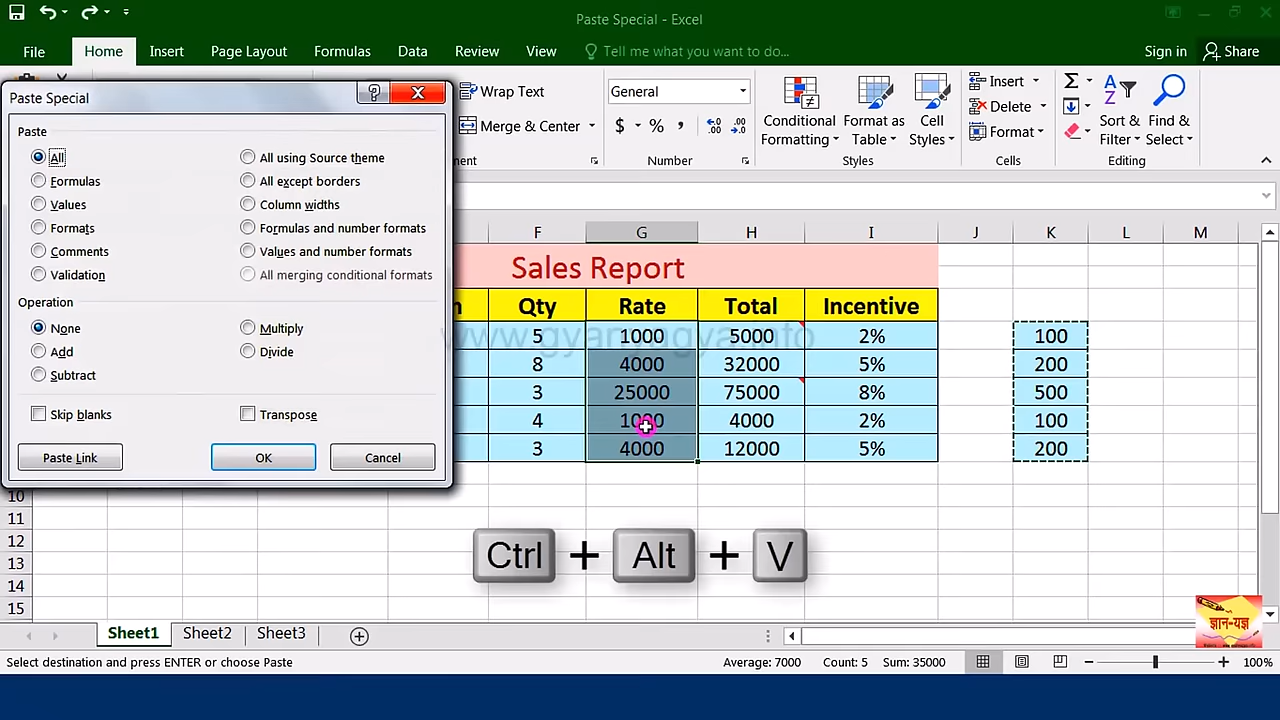 Paste Special - Excel
File Home Insert Page Layout Formulas Data Review View Tell me what you want to do... Sign in Share
Paste Special
Paste
All
All using Source theme
Formulas
All except borders
Values
Column widths
Formats
Formulas and number formats
Comments
Values and number formats
Validation
All merging conditional formats
Operation
None
Multiply
Add
Divide
Subtract
Skip blanks
Transpose
Paste Link OK Cancel
Wrap Text
Merge & Center
General
$ % ,
Number
Conditional Formatting
Format as Table
Cell Styles
Styles
Insert
Delete
Format
Cells
Sort & Filter
Find & Select
Editing
F G H I J K L M
Sales Report
Qty Rate Total Incentive
5 1000 5000 2% 100
8 4000 32000 5% 200
3 25000 75000 8% 500
4 1000 4000 2% 100
3 4000 12000 5% 200
www.gyanyagya.info
10
11
12
13
14
15
Ctrl + Alt + V
ज्ञान-यज्ञ
Sheet1 Sheet2 Sheet3
Select destination and press ENTER or choose Paste Average: 7000 Count: 5 Sum: 35000 100%